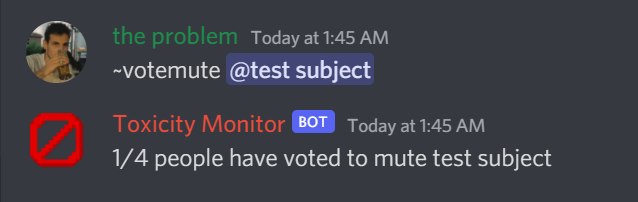 the problem Today at 1:45 AM
~votemute @test subject
Toxicity Monitor BOT Today at 1:45 AM
1/4 people have voted to mute test subject